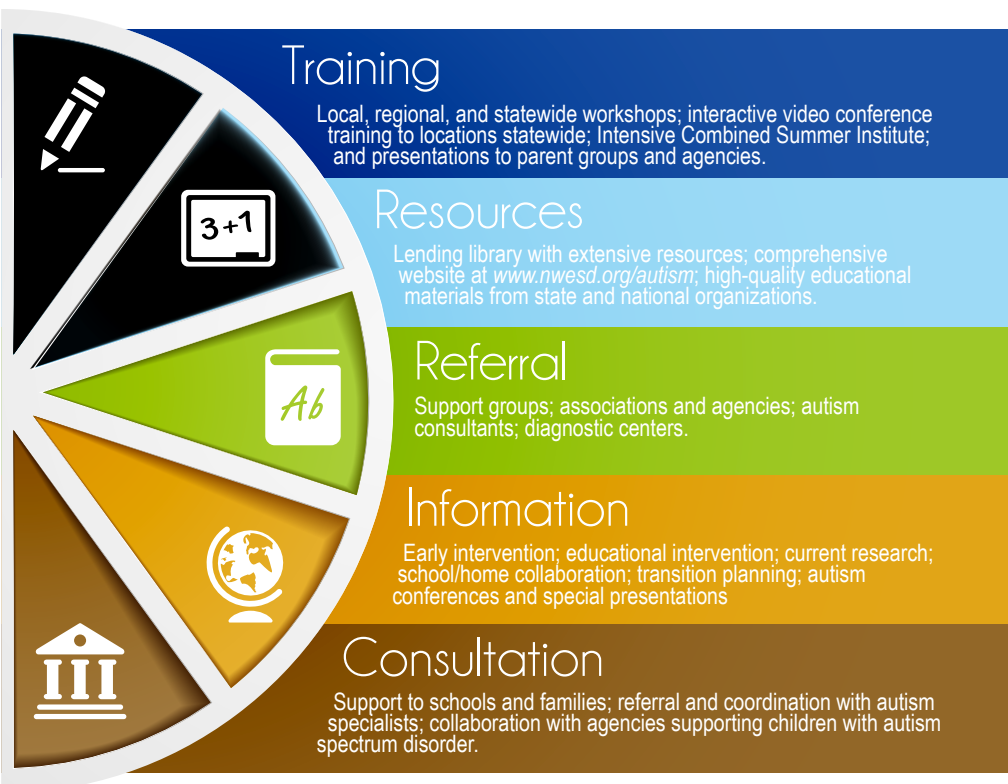 Training
Local, regional, and statewide workshops; interactive video conference
training to locations statewide; Intensive Combined Summer Institute;
and presentations to parent groups and agencies.
3+1
Resources
Lending library with extensive resources; comprehensive
website at www.nwesd.org/autism; high-quality educational
materials from state and national organizations.
Referral
Ab
Support groups; associations and agencies; autism
consultants; diagnostic centers.
Information
Early intervention; educational intervention; current research;
school/home collaboration; transition planning; autism
conferences and special presentations
Consultation
Support to schools and families; referral and coordination with autism
specialists; collaboration with agencies supporting children with autism
spectrum disorder.